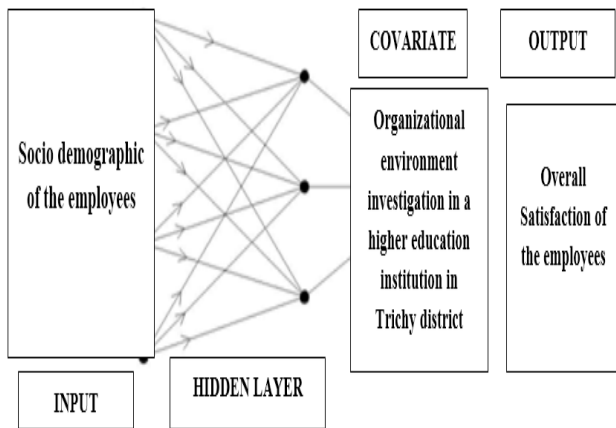 COVARIATE
OUTPUT
Socio demographic
of the employees
Organizational
environment
investigation in a
higher education
institution in
Trichy district
Overall
Satisfaction of
the employees
INPUT
HIDDEN LAYER